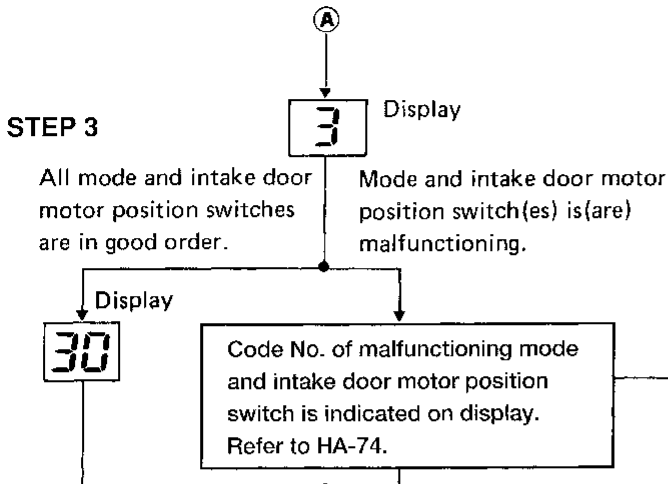 A
3
Display
STEP 3
All mode and intake door
motor position switches
are in good order.
Mode and intake door motor
position switch(es) is(are)
malfunctioning.
Display
30
Code No. of malfunctioning mode
and intake door motor position
switch is indicated on display.
Refer to HA-74.